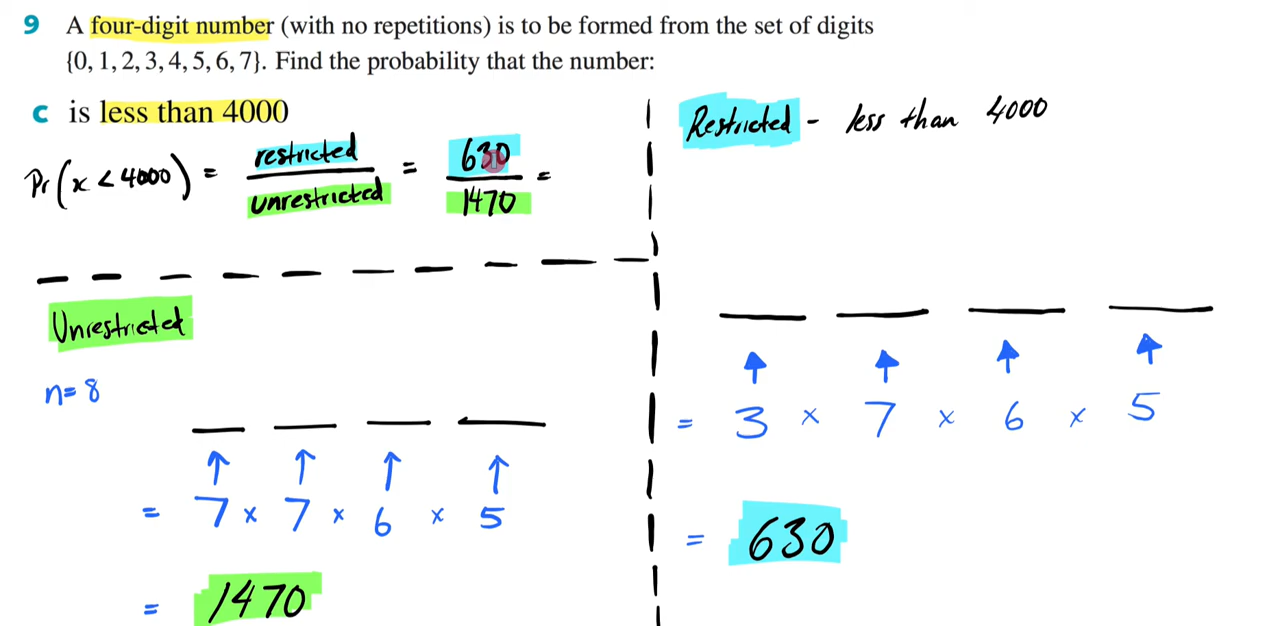 9 A four-digit number (with no repetitions) is to be formed from the set of digits
{0, 1, 2, 3, 4, 5, 6, 7}. Find the probability that the number:
c is less than 4000
Pr(x < 4000) = restricted / unrestricted = 630 / 1470 =
Unrestricted
n = 8
= 7 × 7 × 6 × 5
= 1470
Restricted - less than 4000
= 3 × 7 × 6 × 5
= 630